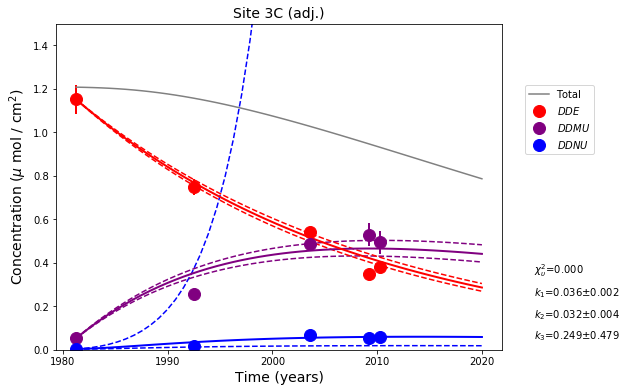 Site 3C (adj.)
Concentration (μ mol / cm²)
1.4
1.2
1.0
0.8
0.6
0.4
0.2
0.0
1980 1990 2000 2010 2020
Time (years)
Total
DDE
DDMU
DDNU
χ²ᵤ=0.000
k₁=0.036±0.002
k₂=0.032±0.004
k₃=0.249±0.479